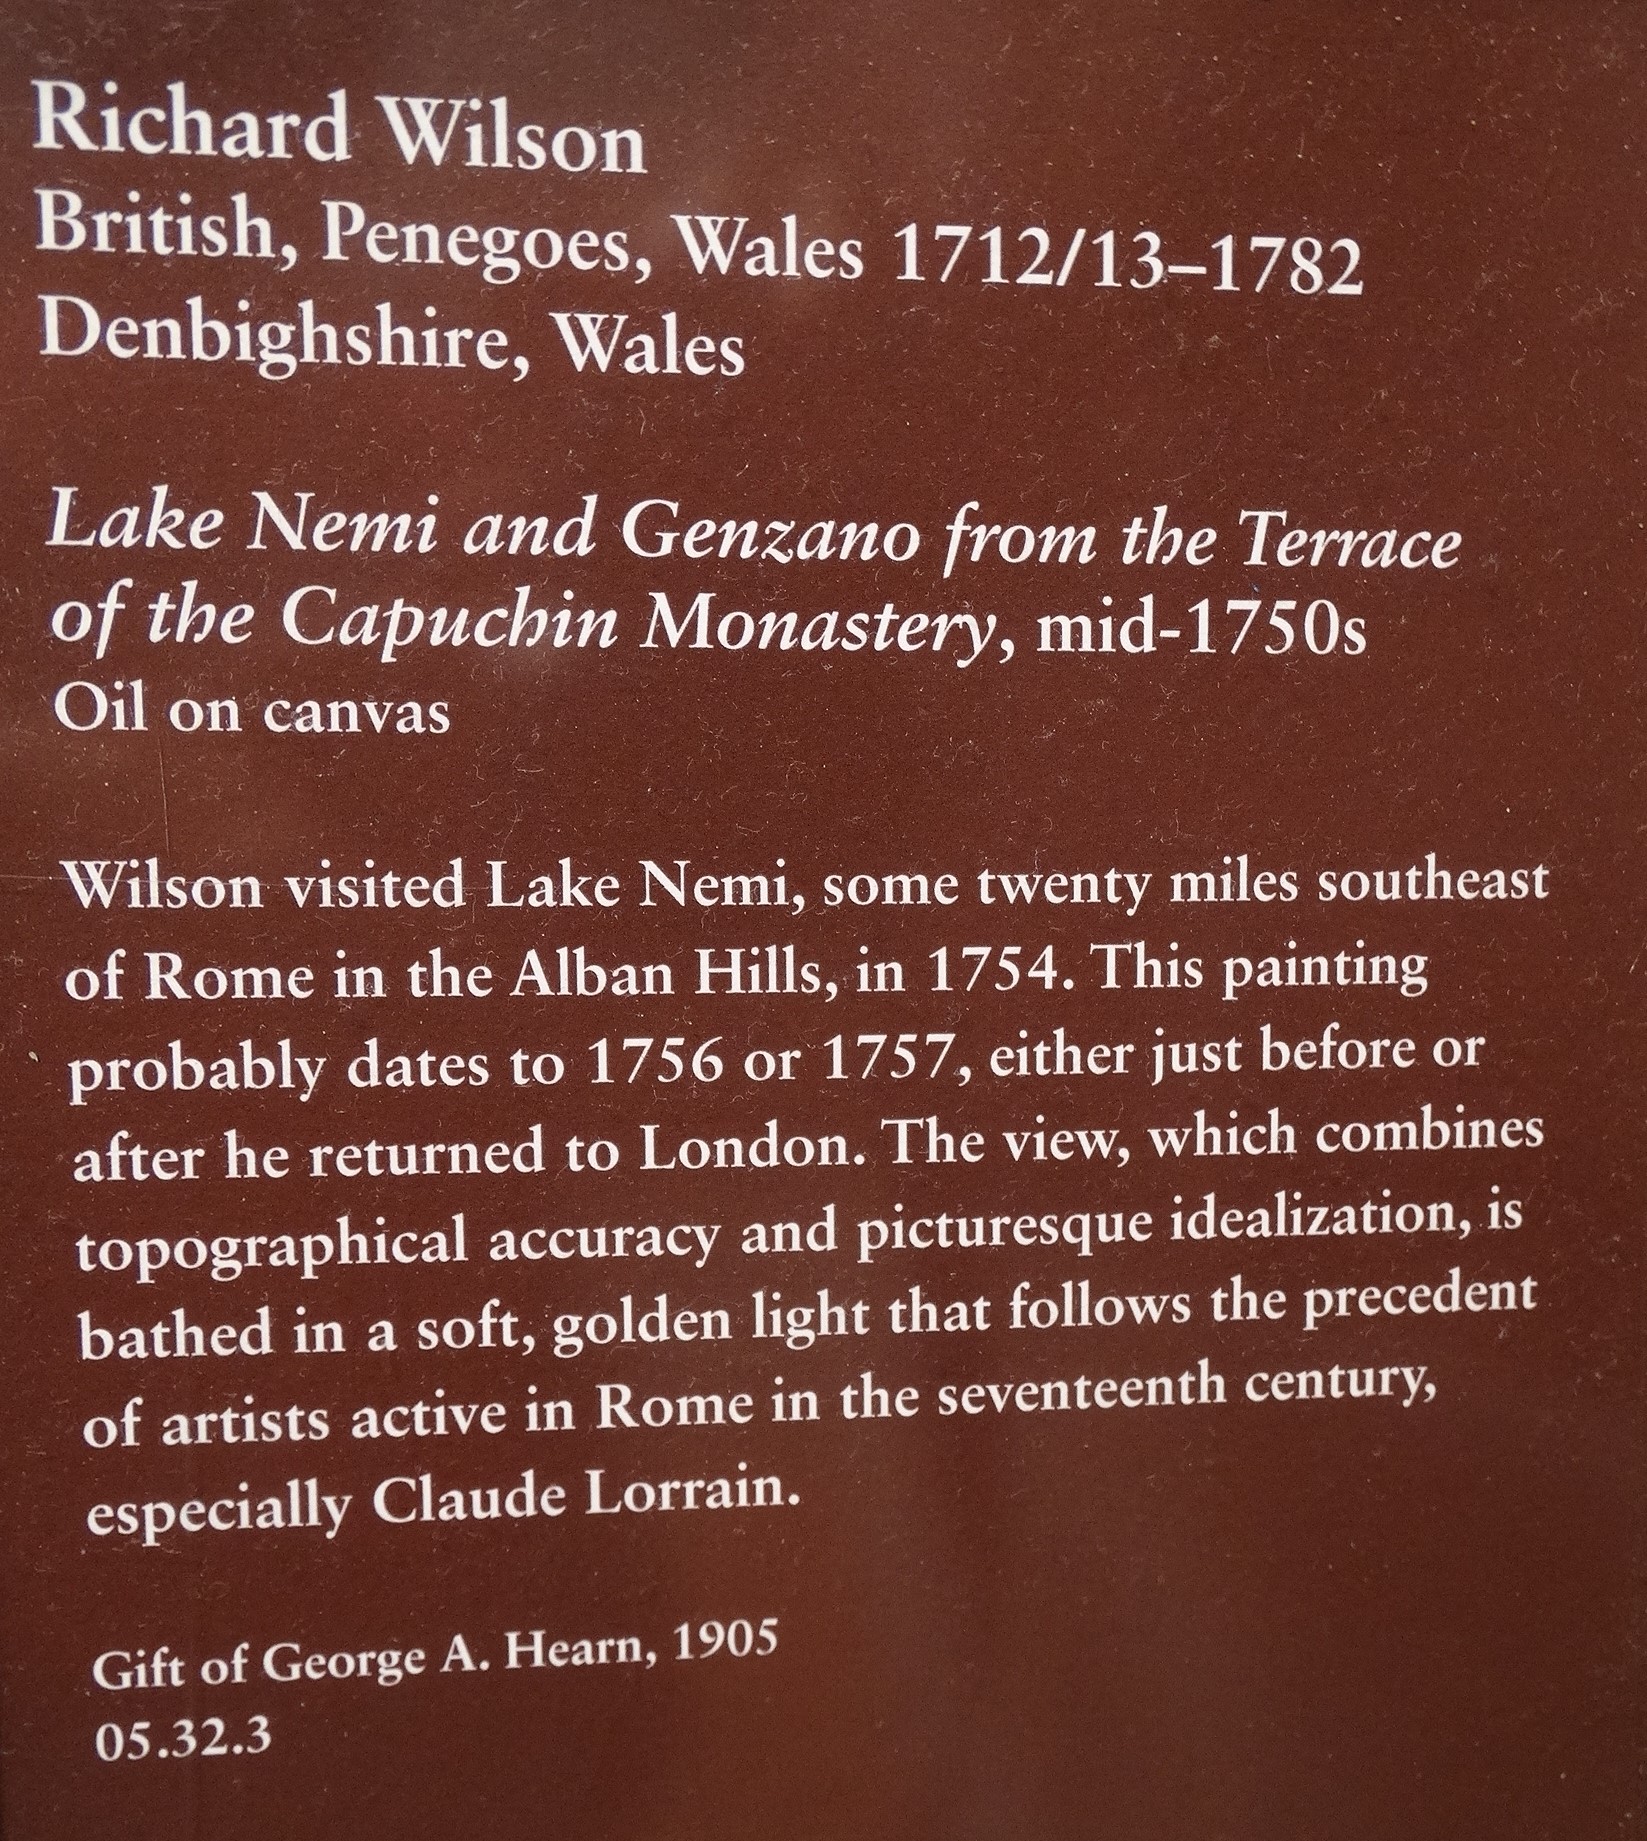 Richard Wilson
British, Penegoes, Wales 1712/13–1782
Denbighshire, Wales
Lake Nemi and Genzano from the Terrace
of the Capuchin Monastery, mid-1750s
Oil on canvas
Wilson visited Lake Nemi, some twenty miles southeast
of Rome in the Alban Hills, in 1754. This painting
probably dates to 1756 or 1757, either just before or
after he returned to London. The view, which combines
topographical accuracy and picturesque idealization, is
bathed in a soft, golden light that follows the precedent
of artists active in Rome in the seventeenth century,
especially Claude Lorrain.
Gift of George A. Hearn, 1905
05.32.3